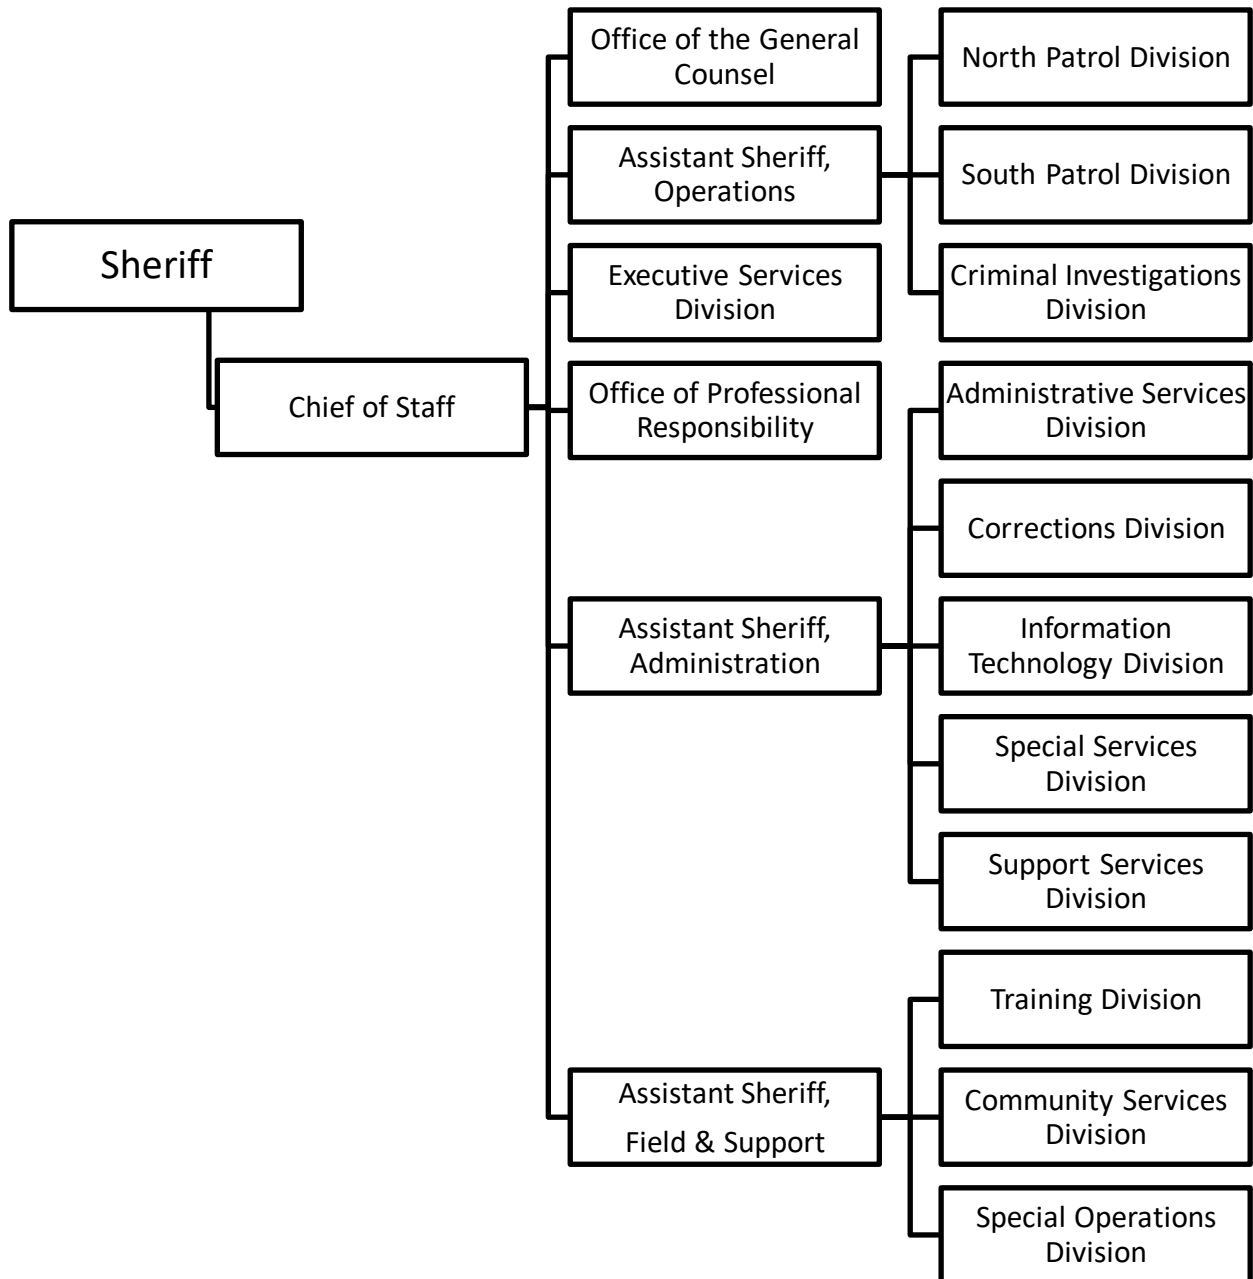 Sheriff
Chief of Staff
Office of the General
Counsel
Assistant Sheriff,
Operations
Executive Services
Division
Office of Professional
Responsibility
Assistant Sheriff,
Administration
Assistant Sheriff,
Field & Support
North Patrol Division
South Patrol Division
Criminal Investigations
Division
Administrative Services
Division
Corrections Division
Information
Technology Division
Special Services
Division
Support Services
Division
Training Division
Community Services
Division
Special Operations
Division